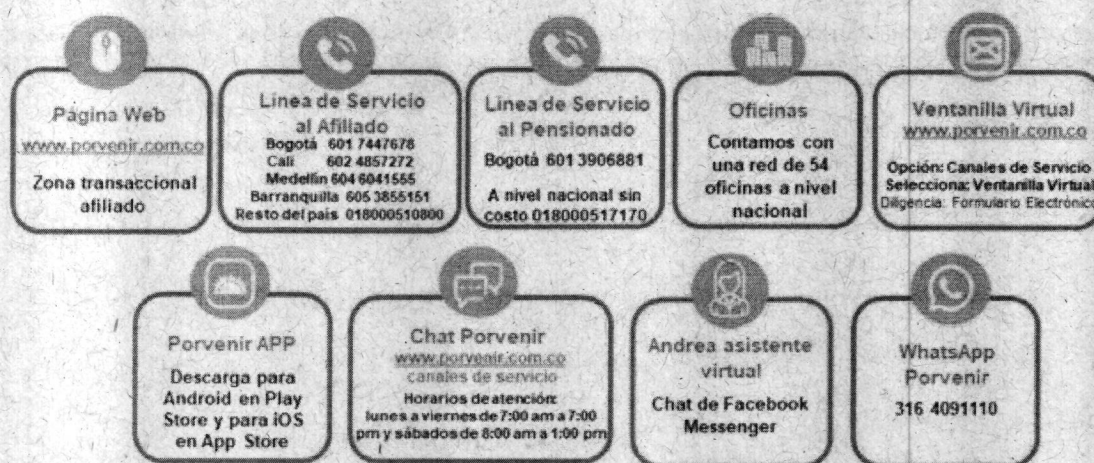 Página Web
www.porvenir.com.co
Zona transaccional
afiliado
Línea de Servicio
al Afiliado
Bogotá 601 7447678
Cali 602 4857272
Medellín 604 6041555
Barranquilla 605 3855151
Resto del país 018000510800
Línea de Servicio
al Pensionado
Bogotá 601 3906881
A nivel nacional sin
costo 018000517170
Oficinas
Contamos con
una red de 54
oficinas a nivel
nacional
Ventanilla Virtual
www.porvenir.com.co
Opción: Canales de Servicio
Selecciona: Ventanilla Virtual
Diligencia: Formulario Electrónico
Porvenir APP
Descarga para
Android en Play
Store y para iOS
en App Store
Chat Porvenir
www.porvenir.com.co
canales de servicio
Horarios de atención:
lunes a viernes de 7:00 am a 7:00
pm y sábados de 8:00 am a 1:00 pm
Andrea asistente
virtual
Chat de Facebook
Messenger
WhatsApp
Porvenir
316 4091110